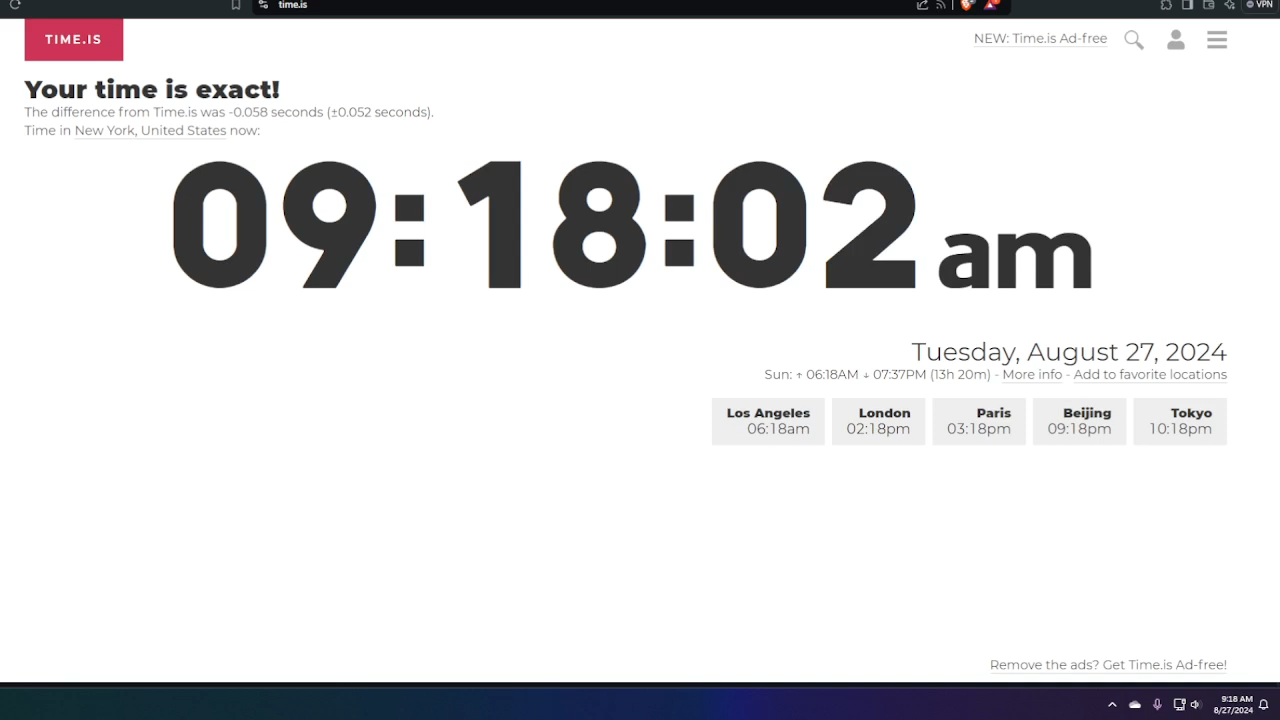 time.is
VPN
TIME.IS
NEW: Time.is Ad-free
Your time is exact!
The difference from Time.is was -0.058 seconds (±0.052 seconds).
Time in New York, United States now:
09:18:02 am
Tuesday, August 27, 2024
Sun: ↑ 06:18AM ↓ 07:37PM (13h 20m) - More info - Add to favorite locations
Los Angeles London Paris Beijing Tokyo
06:18am 02:18pm 03:18pm 09:18pm 10:18pm
Remove the ads? Get Time.is Ad-free!
9:18 AM
8/27/2024